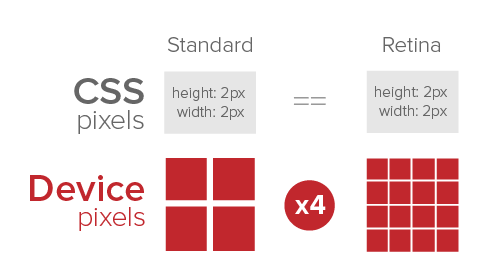 Standard
Retina
CSS
pixels
height: 2px
width: 2px
==
height: 2px
width: 2px
Device
pixels
x4